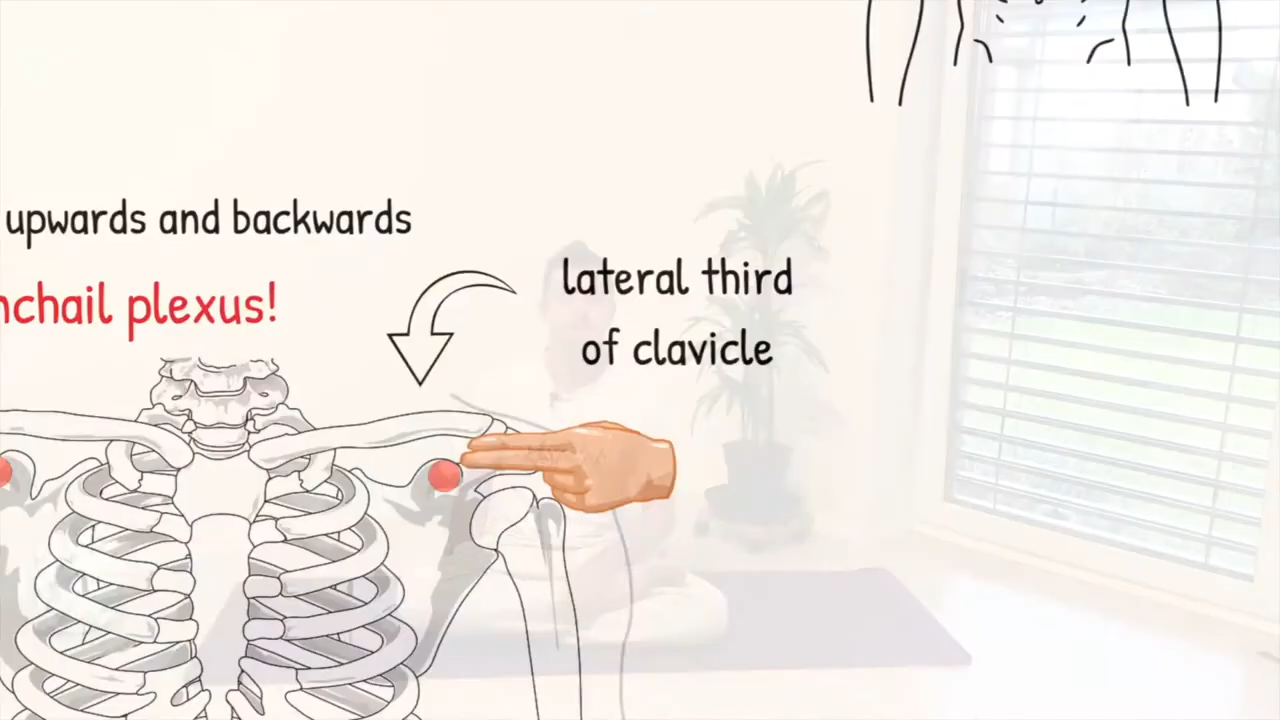 upwards and backwards
nchail plexus!
lateral third
of clavicle